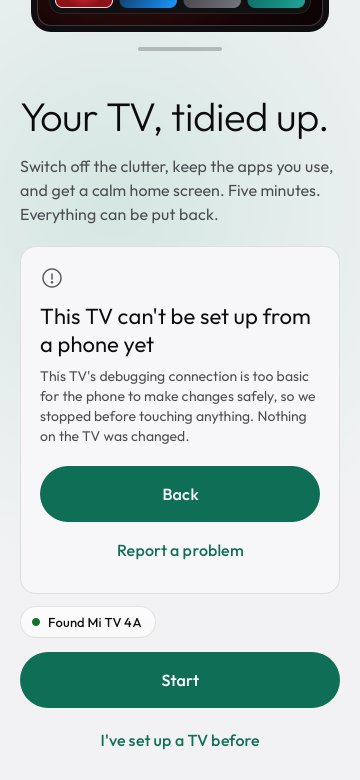 Your TV, tidied up.
Switch off the clutter, keep the apps you use,
and get a calm home screen. Five minutes.
Everything can be put back.
This TV can't be set up from
a phone yet
This TV's debugging connection is too basic
for the phone to make changes safely, so we
stopped before touching anything. Nothing
on the TV was changed.
Back
Report a problem
Found Mi TV 4A
Start
I've set up a TV before